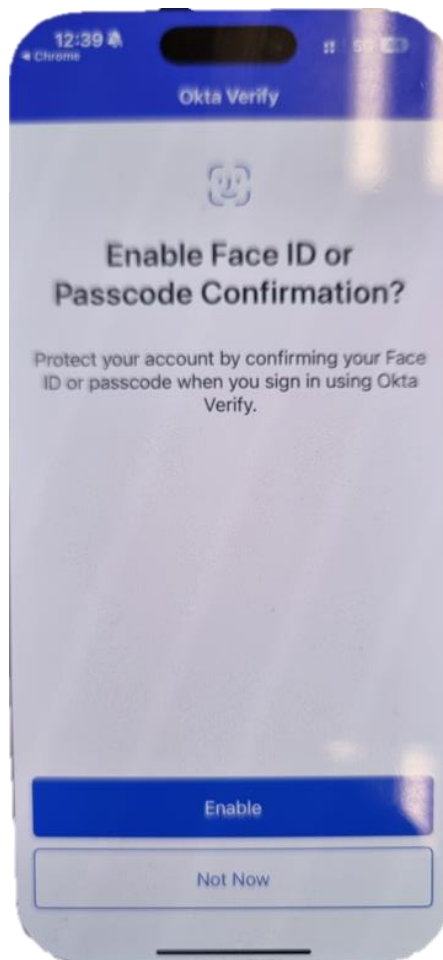 12:39
◀ Chrome
Okta Verify
Enable Face ID or
Passcode Confirmation?
Protect your account by confirming your Face
ID or passcode when you sign in using Okta
Verify.
Enable
Not Now